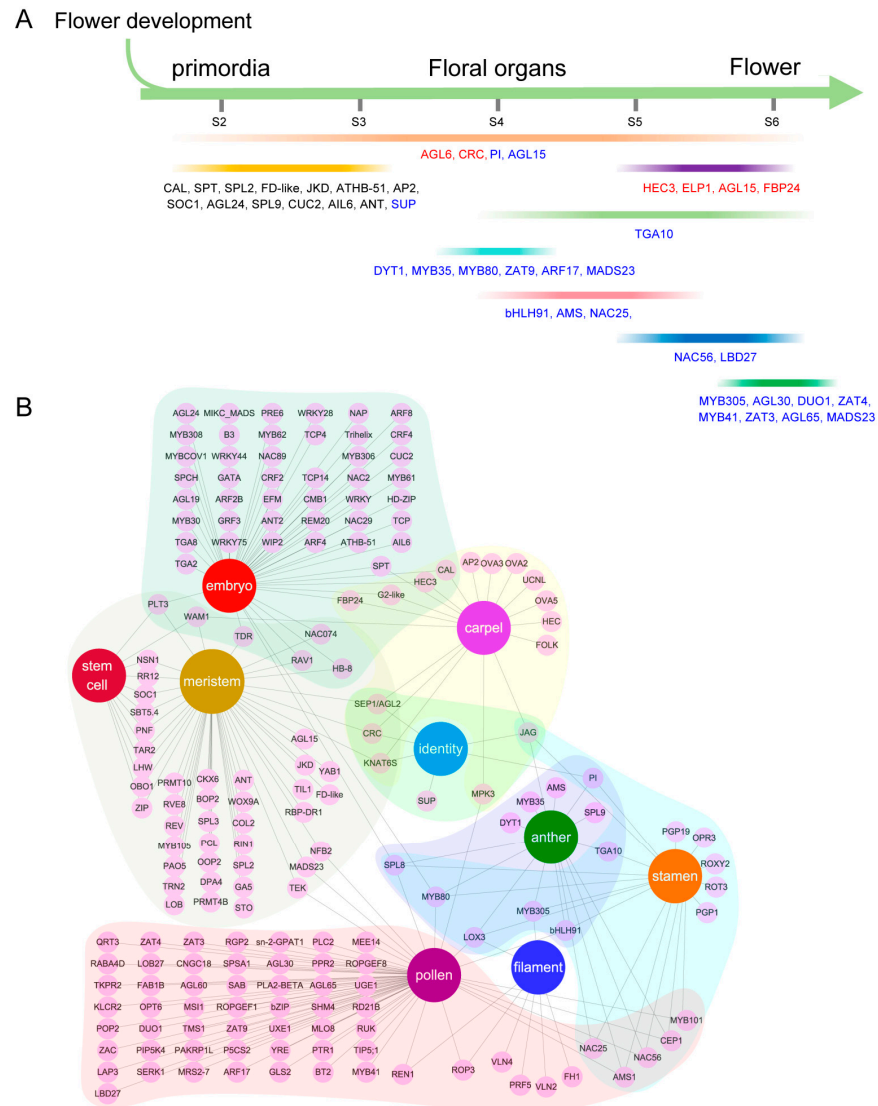 A Flower development
primordia Floral organs Flower
S2 S3 S4 S5 S6
AGL6, CRC, PI, AGL15
CAL, SPT, SPL2, FD-like, JKD, ATHB-51, AP2,
SOC1, AGL24, SPL9, CUC2, AIL6, ANT, SUP
HEC3, ELP1, AGL15, FBP24
TGA10
DYT1, MYB35, MYB80, ZAT9, ARF17, MADS23
bHLH91, AMS, NAC25,
NAC56, LBD27
MYB305, AGL30, DUO1, ZAT4,
MYB41, ZAT3, AGL65, MADS23
B
AGL24 MIKC_MADS PRE6 WRKY28 NAP ARF8
MYB308 B3 MYB62 TCP4 Trihelix CRF4
MYBCOV1 WRKY44 NAC89 MYB306 CUC2
SPCH GATA CRF2 TCP14 NAC2 MYB61
AGL19 ARF2B EFM CMB1 WRKY HD-ZIP
MYB30 GRF3 ANT2 REM20 NAC29 TCP
TGA8 WRKY75 WIP2 ARF4 ATHB-51 AIL6
TGA2
embryo
SPT
HEC3
CAL
AP2 OVA3 OVA2
UCNL
OVA5
HEC
FOLK
G2-like
FBP24
carpel
PLT3
WAM1
TDR
NAC074
RAV1
HB-8
stem
cell
meristem
NSN1
RR12
SOC1
SBT5.4
PNF
TAR2
LHW
OBO1
ZIP
SEP1/AGL2
CRC
KNAT6S
identity
JAG
SUP
MPK3
PI
AGL15
JKD
YAB1
TIL1
FD-like
RBP-DR1
PRMT10
RVE8
REV
MYB105
PAO5
TRN2
LOB
CKX6
BOP2
SPL3
PCL
OOP2
DPA4
PRMT4B
ANT
WOX9A
COL2
RIN1
SPL2
GA5
STO
NFB2
MADS23
TEK
AMS
MYB35
DYT1
SPL9
anther
TGA10
SPL8
MYB80
MYB305
bHLH91
LOX3
PGP19
OPR3
ROXY2
ROT3
PGP1
stamen
filament
pollen
QRT3 ZAT4 ZAT3 RGP2 sn-2-GPAT1 PLC2 MEE14
RABA4D LOB27 CNGC18 SPSA1 AGL30 PPR2 ROPGEF8
TKPR2 FAB1B AGL60 SAB PLA2-BETA AGL65 UGE1
KLCR2 OPT6 MSI1 ROPGEF1 bZIP SHM4 RD21B
POP2 DUO1 TMS1 ZAT9 UXE1 MLO8 RUK
ZAC PIP5K4 PAKRP1L P5CS2 YRE PTR1 TIP5;1
LAP3 SERK1 MRS2-7 ARF17 GLS2 BT2 MYB41
LBD27
REN1
ROP3
VLN4
PRF5
VLN2
FH1
AMS1
NAC25
NAC56
CEP1
MYB101